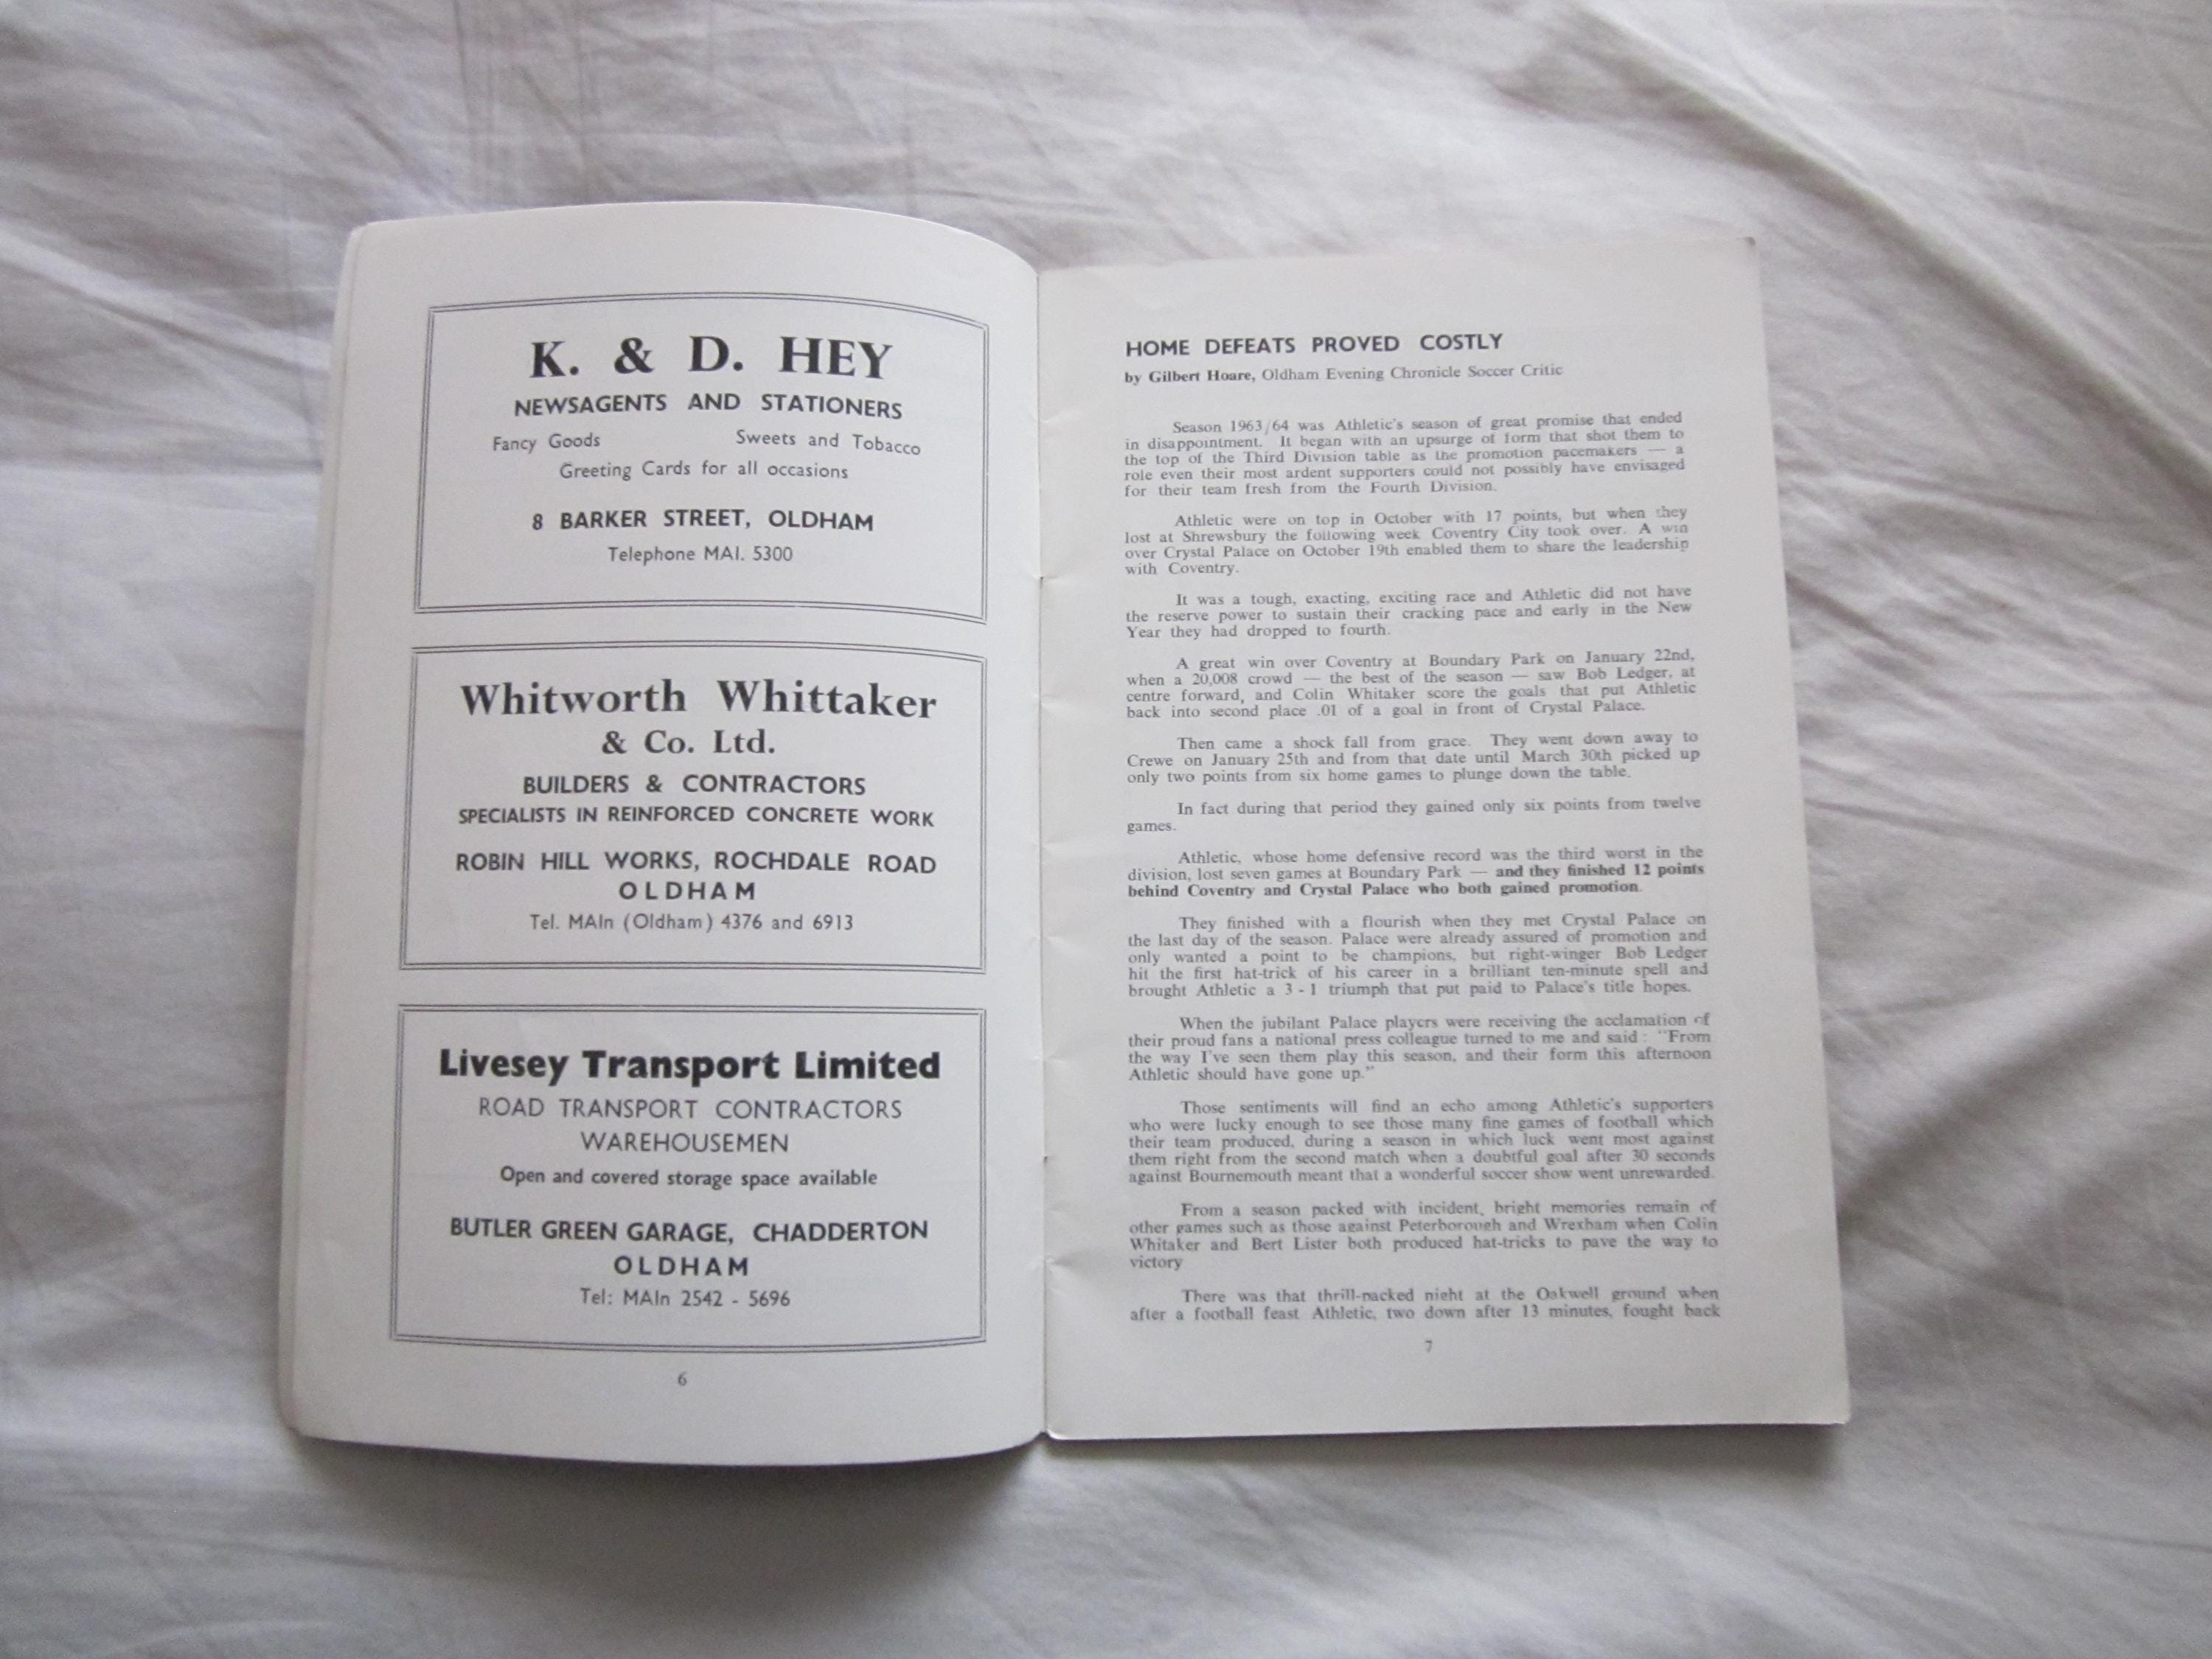 K. & D. HEY
NEWSAGENTS AND STATIONERS
Fancy Goods Sweets and Tobacco
Greeting Cards for all occasions
8 BARKER STREET, OLDHAM
Telephone MAI. 5300
Whitworth Whittaker
& Co. Ltd.
BUILDERS & CONTRACTORS
SPECIALISTS IN REINFORCED CONCRETE WORK
ROBIN HILL WORKS, ROCHDALE ROAD
OLDHAM
Tel. MAIn (Oldham) 4376 and 6913
Livesey Transport Limited
ROAD TRANSPORT CONTRACTORS
WAREHOUSEMEN
Open and covered storage space available
BUTLER GREEN GARAGE, CHADDERTON
OLDHAM
Tel: MAIn 2542 - 5696
6
HOME DEFEATS PROVED COSTLY
by Gilbert Hoare, Oldham Evening Chronicle Soccer Critic
Season 1963/64 was Athletic's season of great promise that ended
in disappointment. It began with an upsurge of form that shot them to
the top of the Third Division table as the promotion pacemakers — a
role even their most ardent supporters could not possibly have envisaged
for their team fresh from the Fourth Division.
Athletic were on top in October with 17 points, but when they
lost at Shrewsbury the following week Coventry City took over. A win
over Crystal Palace on October 19th enabled them to share the leadership
with Coventry.
It was a tough, exacting, exciting race and Athletic did not have
the reserve power to sustain their cracking pace and early in the New
Year they had dropped to fourth.
A great win over Coventry at Boundary Park on January 22nd,
when a 20,008 crowd — the best of the season — saw Bob Ledger, at
centre forward, and Colin Whitaker score the goals that put Athletic
back into second place .01 of a goal in front of Crystal Palace.
Then came a shock fall from grace. They went down away to
Crewe on January 25th and from that date until March 30th picked up
only two points from six home games to plunge down the table.
In fact during that period they gained only six points from twelve
games.
Athletic, whose home defensive record was the third worst in the
division, lost seven games at Boundary Park — and they finished 12 points
behind Coventry and Crystal Palace who both gained promotion.
They finished with a flourish when they met Crystal Palace on
the last day of the season. Palace were already assured of promotion and
only wanted a point to be champions, but right-winger Bob Ledger
hit the first hat-trick of his career in a brilliant ten-minute spell and
brought Athletic a 3 - 1 triumph that put paid to Palace's title hopes.
When the jubilant Palace players were receiving the acclamation of
their proud fans a national press colleague turned to me and said : "From
the way I've seen them play this season, and their form this afternoon
Athletic should have gone up."
Those sentiments will find an echo among Athletic's supporters
who were lucky enough to see those many fine games of football which
their team produced, during a season in which luck went most against
them right from the second match when a doubtful goal after 30 seconds
against Bournemouth meant that a wonderful soccer show went unrewarded.
From a season packed with incident, bright memories remain of
other games such as those against Peterborough and Wrexham when Colin
Whitaker and Bert Lister both produced hat-tricks to pave the way to
victory
There was that thrill-packed night at the Oakwell ground when
after a football feast Athletic, two down after 13 minutes, fought back
7